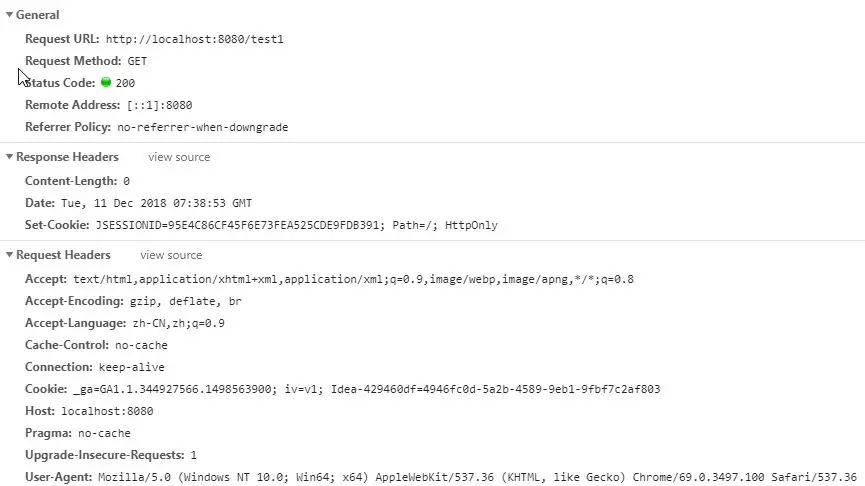 General
Request URL: http://localhost:8080/test1
Request Method: GET
Status Code: 200
Remote Address: [::1]:8080
Referrer Policy: no-referrer-when-downgrade
Response Headers view source
Content-Length: 0
Date: Tue, 11 Dec 2018 07:38:53 GMT
Set-Cookie: JSESSIONID=95E4C86CF45F6E73FEA525CDE9FDB391; Path=/; HttpOnly
Request Headers view source
Accept: text/html,application/xhtml+xml,application/xml;q=0.9,image/webp,image/apng,*/*;q=0.8
Accept-Encoding: gzip, deflate, br
Accept-Language: zh-CN,zh;q=0.9
Cache-Control: no-cache
Connection: keep-alive
Cookie: _ga=GA1.1.344927566.1498563900; iv=v1; Idea-429460df=4946fc0d-5a2b-4589-9eb1-9fbf7c2af803
Host: localhost:8080
Pragma: no-cache
Upgrade-Insecure-Requests: 1
User-Agent: Mozilla/5.0 (Windows NT 10.0; Win64; x64) AppleWebKit/537.36 (KHTML, like Gecko) Chrome/69.0.3497.100 Safari/537.36